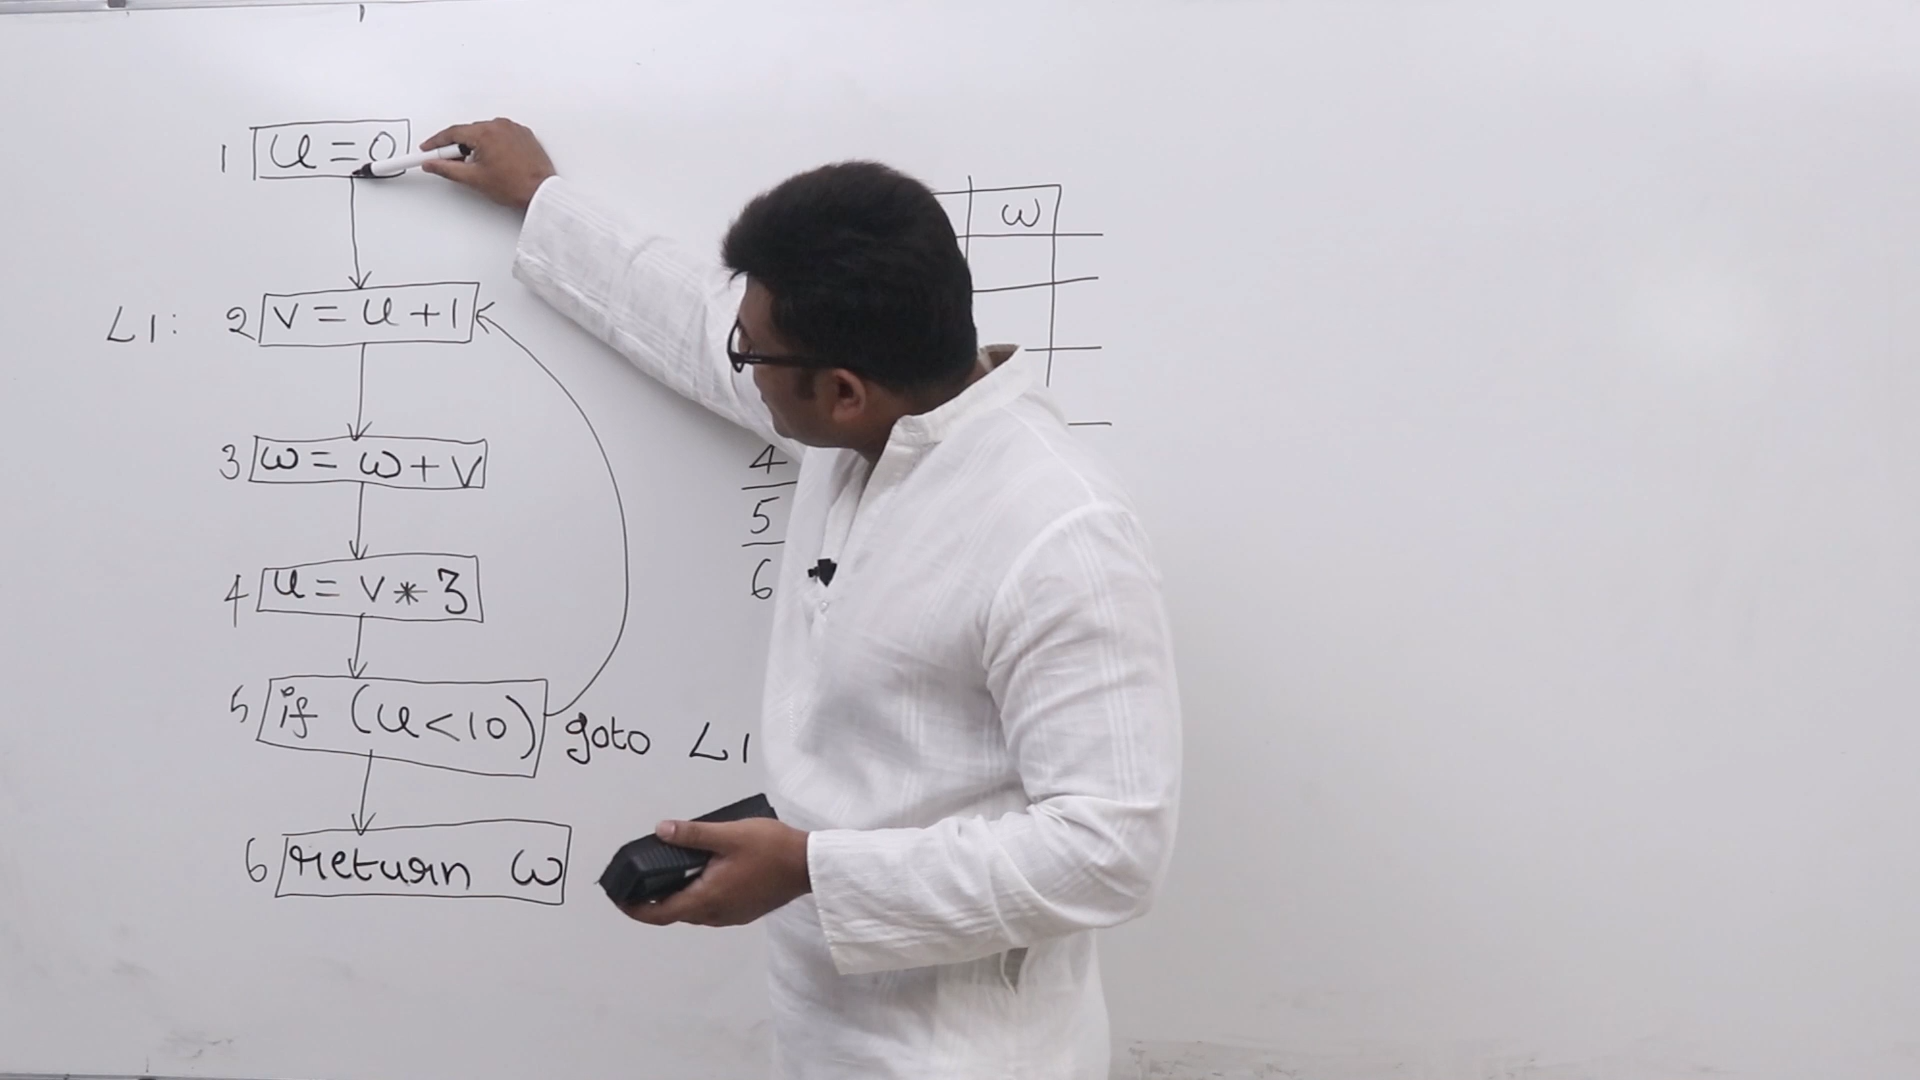 1 u = 0
L1: 2 v = u + 1
3 w = w + v
4 u = v * 3
5 if (u < 10) goto L1
6 return w
w
4
5
6